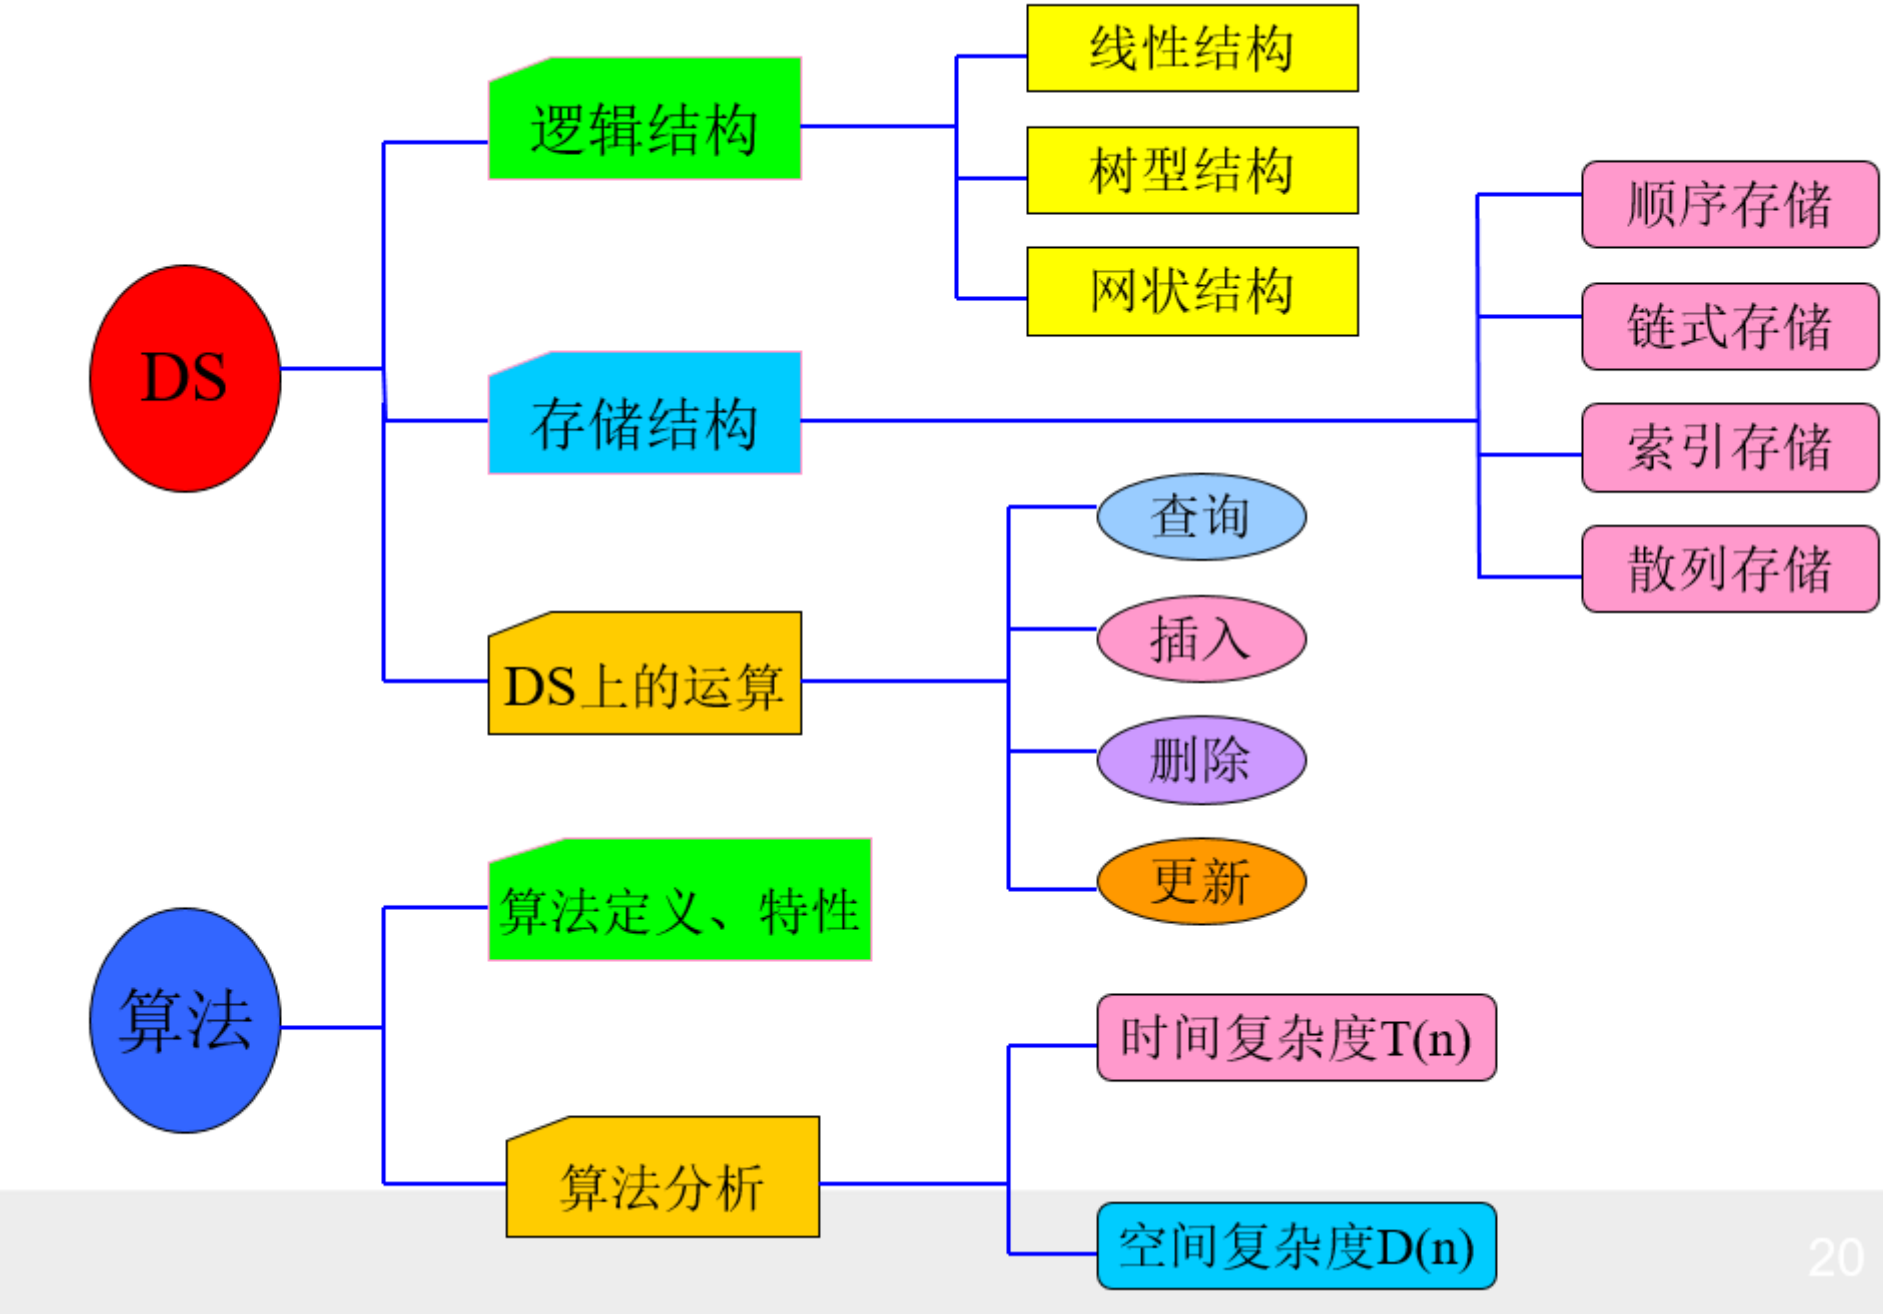 DS
逻辑结构
线性结构
树型结构
网状结构
存储结构
顺序存储
链式存储
索引存储
散列存储
DS上的运算
查询
插入
删除
更新
算法
算法定义、特性
算法分析
时间复杂度T(n)
空间复杂度D(n)
20